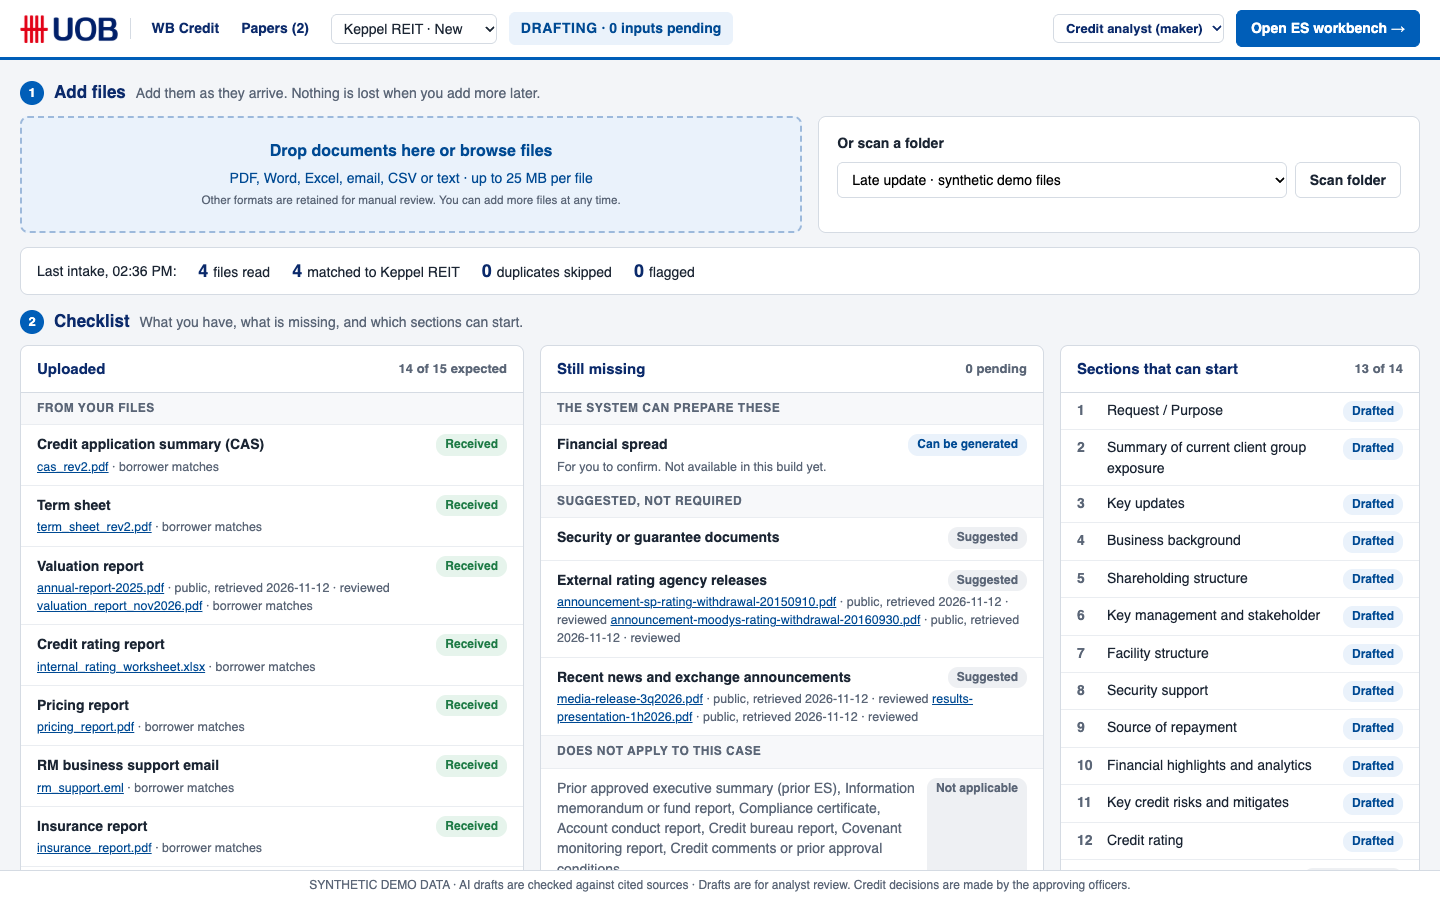 UOB
WB Credit
Papers (2)
Keppel REIT · New
DRAFTING · 0 inputs pending
Credit analyst (maker)
Open ES workbench →
1 Add files Add them as they arrive. Nothing is lost when you add more later.
Drop documents here or browse files
PDF, Word, Excel, email, CSV or text · up to 25 MB per file
Other formats are retained for manual review. You can add more files at any time.
Or scan a folder
Late update · synthetic demo files
Scan folder
Last intake, 02:36 PM: 4 files read 4 matched to Keppel REIT 0 duplicates skipped 0 flagged
2 Checklist What you have, what is missing, and which sections can start.
Uploaded 14 of 15 expected
FROM YOUR FILES
Credit application summary (CAS) Received
cas_rev2.pdf · borrower matches
Term sheet Received
term_sheet_rev2.pdf · borrower matches
Valuation report Received
annual-report-2025.pdf · public, retrieved 2026-11-12 · reviewed
valuation_report_nov2026.pdf · borrower matches
Credit rating report Received
internal_rating_worksheet.xlsx · borrower matches
Pricing report Received
pricing_report.pdf · borrower matches
RM business support email Received
rm_support.eml · borrower matches
Insurance report Received
insurance_report.pdf · borrower matches
Still missing 0 pending
THE SYSTEM CAN PREPARE THESE
Financial spread Can be generated
For you to confirm. Not available in this build yet.
SUGGESTED, NOT REQUIRED
Security or guarantee documents Suggested
External rating agency releases Suggested
announcement-sp-rating-withdrawal-20150910.pdf · public, retrieved 2026-11-12 ·
reviewed announcement-moodys-rating-withdrawal-20160930.pdf · public, retrieved
2026-11-12 · reviewed
Recent news and exchange announcements Suggested
media-release-3q2026.pdf · public, retrieved 2026-11-12 · reviewed results-
presentation-1h2026.pdf · public, retrieved 2026-11-12 · reviewed
DOES NOT APPLY TO THIS CASE
Prior approved executive summary (prior ES), Information Not applicable
memorandum or fund report, Compliance certificate,
Account conduct report, Credit bureau report, Covenant
monitoring report, Credit comments or prior approval
conditions
Sections that can start 13 of 14
1 Request / Purpose Drafted
2 Summary of current client group Drafted
exposure
3 Key updates Drafted
4 Business background Drafted
5 Shareholding structure Drafted
6 Key management and stakeholder Drafted
7 Facility structure Drafted
8 Security support Drafted
9 Source of repayment Drafted
10 Financial highlights and analytics Drafted
11 Key credit risks and mitigates Drafted
12 Credit rating Drafted
SYNTHETIC DEMO DATA · AI drafts are checked against cited sources · Drafts are for analyst review. Credit decisions are made by the approving officers.